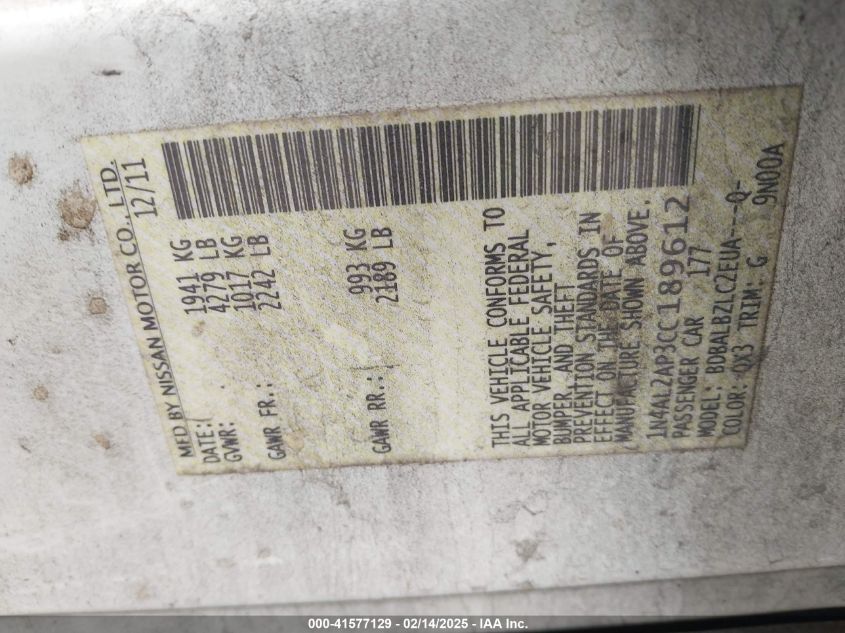 MFD BY NISSAN MOTOR CO., LTD.
DATE: 12/11
GVWR: 1941 KG
4279 LB
GAWR FR.: 1017 KG
2242 LB
GAWR RR.: 993 KG
2189 LB
THIS VEHICLE CONFORMS TO
ALL APPLICABLE FEDERAL
MOTOR VEHICLE SAFETY,
BUMPER, AND THEFT
PREVENTION STANDARDS IN
EFFECT ON THE DATE OF
MANUFACTURE SHOWN ABOVE.
1N4AL2AP3CC189612
PASSENGER CAR 177
MODEL: BDBALBZLC2EUA---Q-
COLOR: QX3 TRIM: G 9N00A
000-41577129 - 02/14/2025 - IAA Inc.